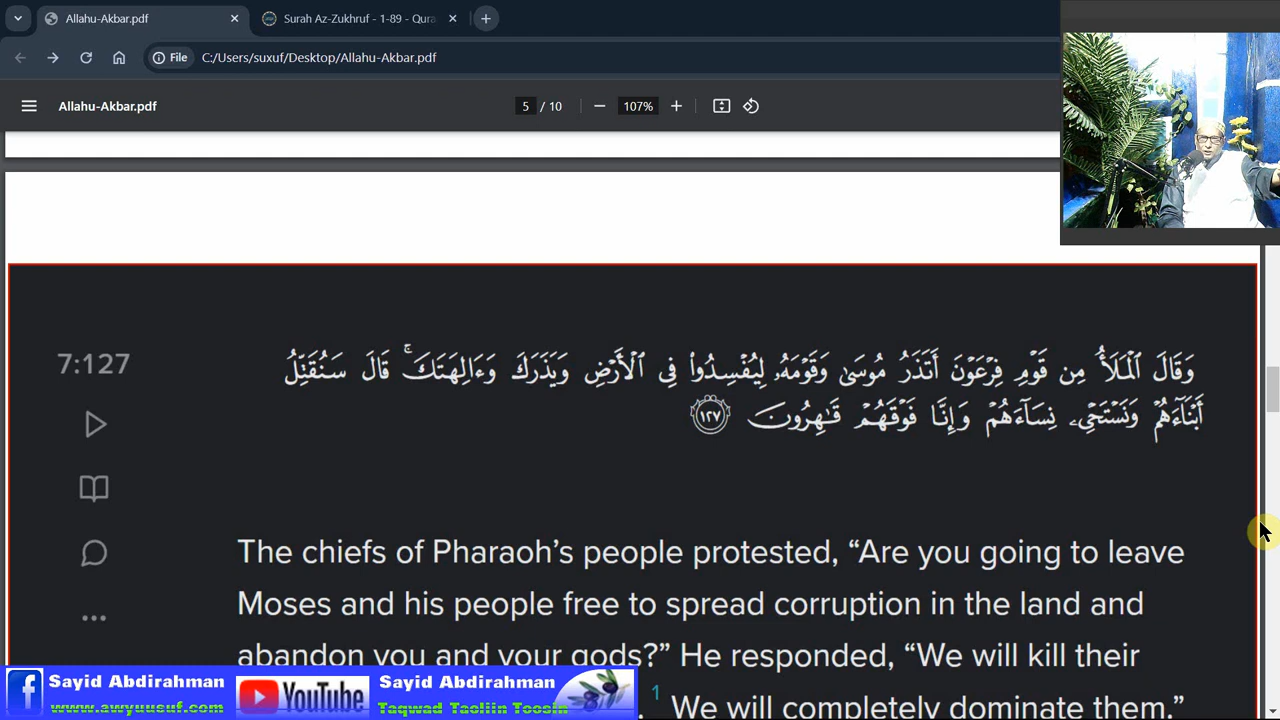 Allahu-Akbar.pdf
Surah Az-Zukhruf - 1-89 - Qura
File
C:/Users/suxuf/Desktop/Allahu-Akbar.pdf
Allahu-Akbar.pdf
5 / 10
107%
7:127
وَقَالَ ٱلْمَلَأُ مِن قَوْمِ فِرْعَوْنَ أَتَذَرُ مُوسَىٰ وَقَوْمَهُۥ لِيُفْسِدُوا۟ فِى ٱلْأَرْضِ وَيَذَرَكَ وَءَالِهَتَكَ ۚ قَالَ سَنُقَتِّلُ
أَبْنَآءَهُمْ وَنَسْتَحْىِۦ نِسَآءَهُمْ وَإِنَّا فَوْقَهُمْ قَـٰهِرُونَ ١٢٧
The chiefs of Pharaoh’s people protested, “Are you going to leave
Moses and his people free to spread corruption in the land and
abandon you and your gods?” He responded, “We will kill their
1 We will completely dominate them.”
Sayid Abdirahman
www.awyuusuf.com
YouTube
Sayid Abdirahman
Taqwad Taoliin Toosin